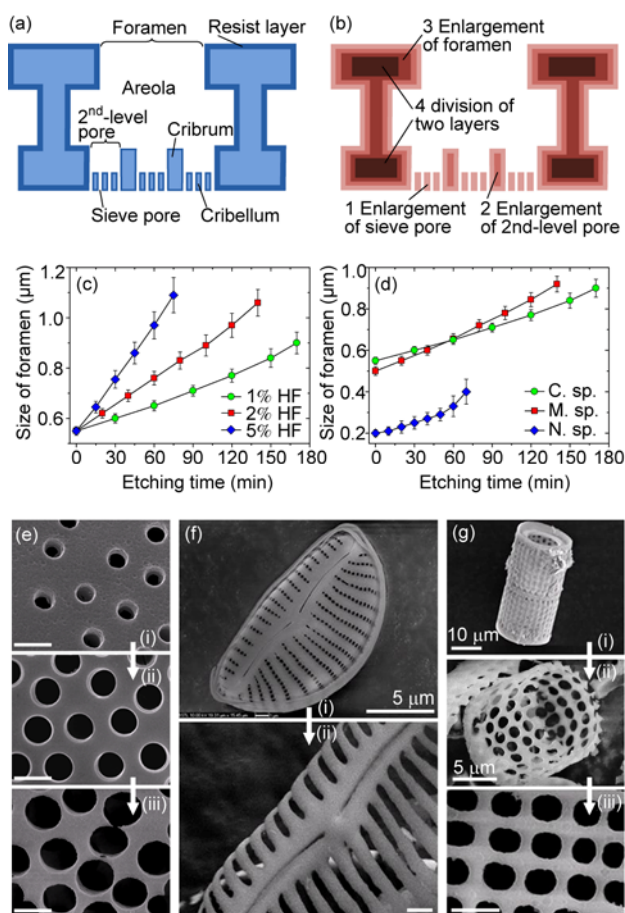 (a)
Foramen
Resist layer
Areola
2nd-level
pore
Cribrum
Sieve pore
Cribellum
(b)
3 Enlargement
of foramen
4 division of
two layers
1 Enlargement
of sieve pore
2 Enlargement
of 2nd-level pore
(c)
Size of foramen (μm)
1.2
1.0
0.8
0.6
1% HF
2% HF
5% HF
0 30 60 90 120 150 180
Etching time (min)
(d)
Size of foramen (μm)
1.0
0.8
0.6
0.4
0.2
C. sp.
M. sp.
N. sp.
0 30 60 90 120 150 180
Etching time (min)
(e)
(i)
(ii)
(iii)
(f)
(i)
5 μm
(ii)
(g)
10 μm
(i)
(ii)
5 μm
(iii)